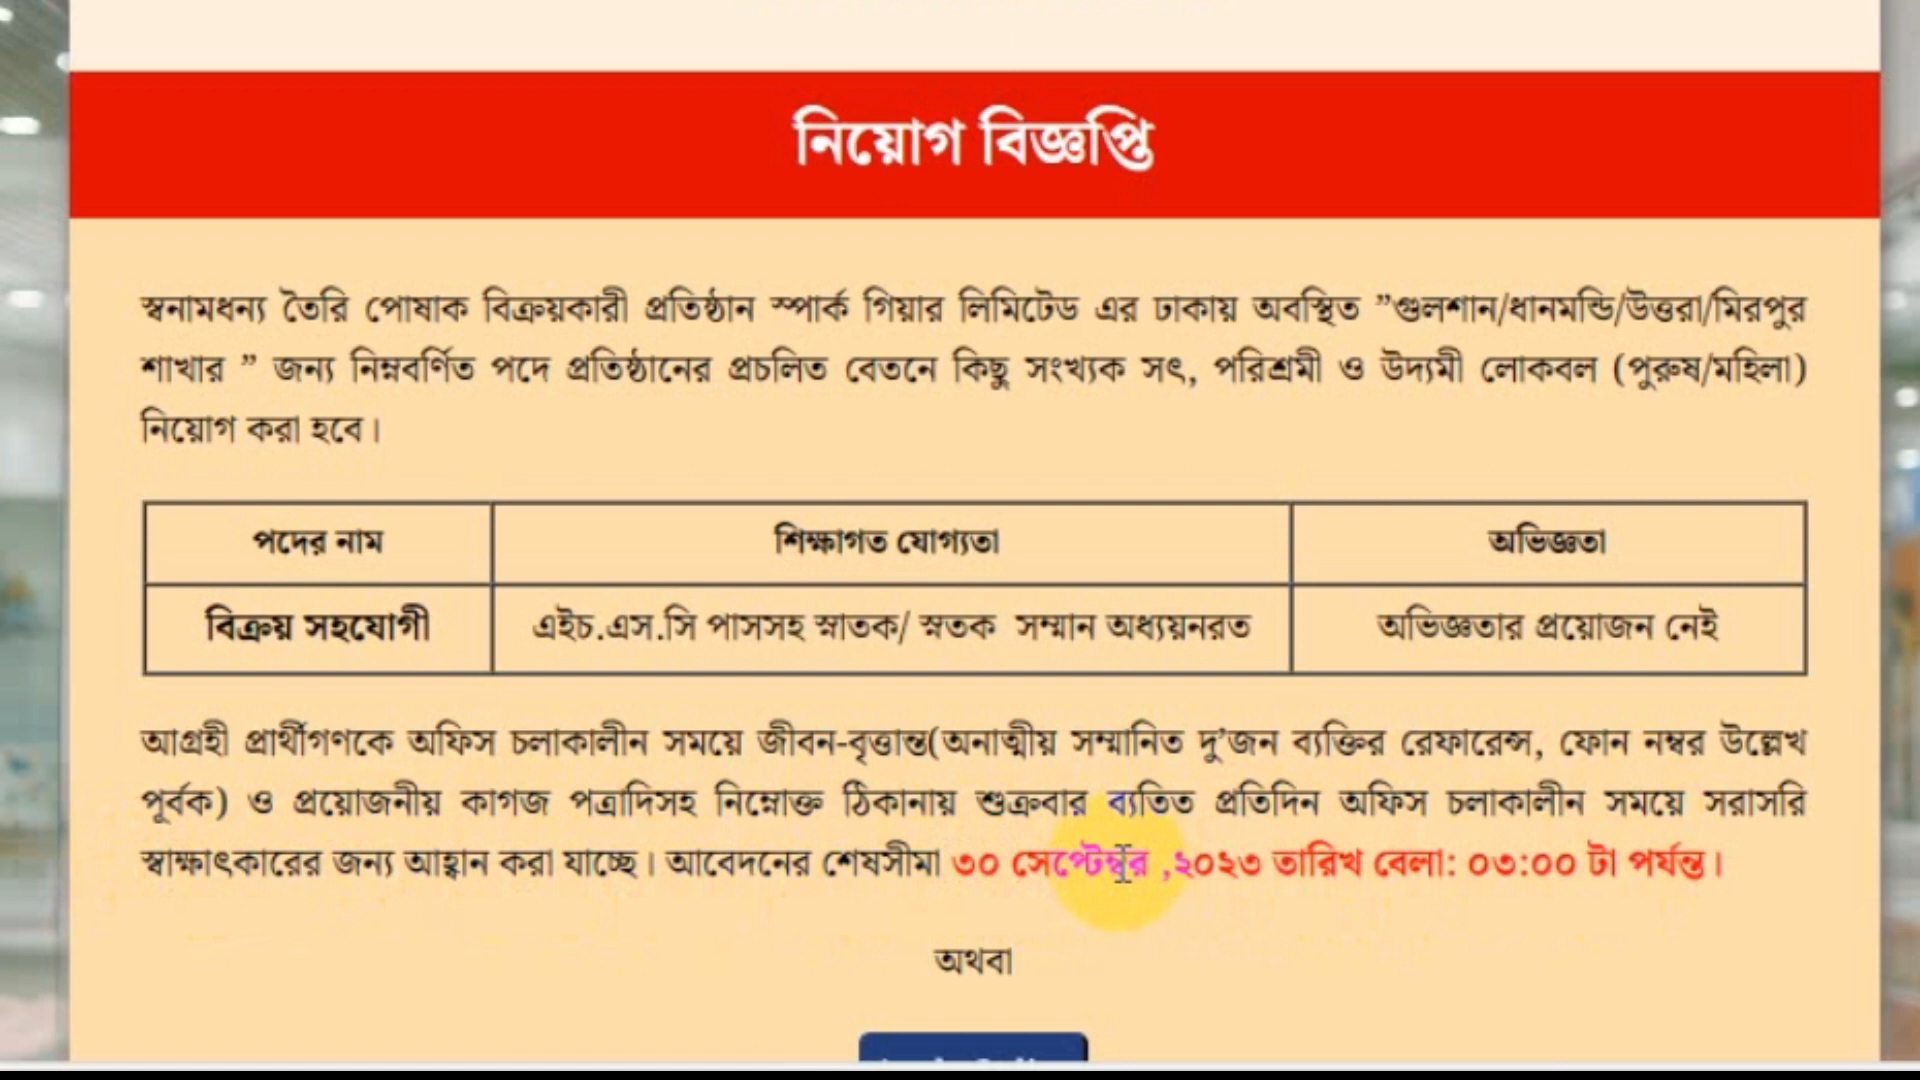 নিয়োগ বিজ্ঞপ্তি
স্বনামধন্য তৈরি পোষাক বিক্রয়কারী প্রতিষ্ঠান স্পার্ক গিয়ার লিমিটেড এর ঢাকায় অবস্থিত ”গুলশান/ধানমন্ডি/উত্তরা/মিরপুর
শাখার ” জন্য নিম্নবর্ণিত পদে প্রতিষ্ঠানের প্রচলিত বেতনে কিছু সংখ্যক সৎ, পরিশ্রমী ও উদ্যমী লোকবল (পুরুষ/মহিলা)
নিয়োগ করা হবে।
পদের নাম শিক্ষাগত যোগ্যতা অভিজ্ঞতা
বিক্রয় সহযোগী এইচ.এস.সি পাসসহ স্নাতক/ স্নতক সম্মান অধ্যয়নরত অভিজ্ঞতার প্রয়োজন নেই
আগ্রহী প্রার্থীগণকে অফিস চলাকালীন সময়ে জীবন-বৃত্তান্ত(অনাত্মীয় সম্মানিত দু’জন ব্যক্তির রেফারেন্স, ফোন নম্বর উল্লেখ
পূর্বক) ও প্রয়োজনীয় কাগজ পত্রাদিসহ নিম্নোক্ত ঠিকানায় শুক্রবার ব্যতিত প্রতিদিন অফিস চলাকালীন সময়ে সরাসরি
স্বাক্ষাৎকারের জন্য আহ্বান করা যাচ্ছে। আবেদনের শেষসীমা ৩০ সেপ্টেম্বর ,২০২৩ তারিখ বেলা: ০৩:০০ টা পর্যন্ত।
অথবা